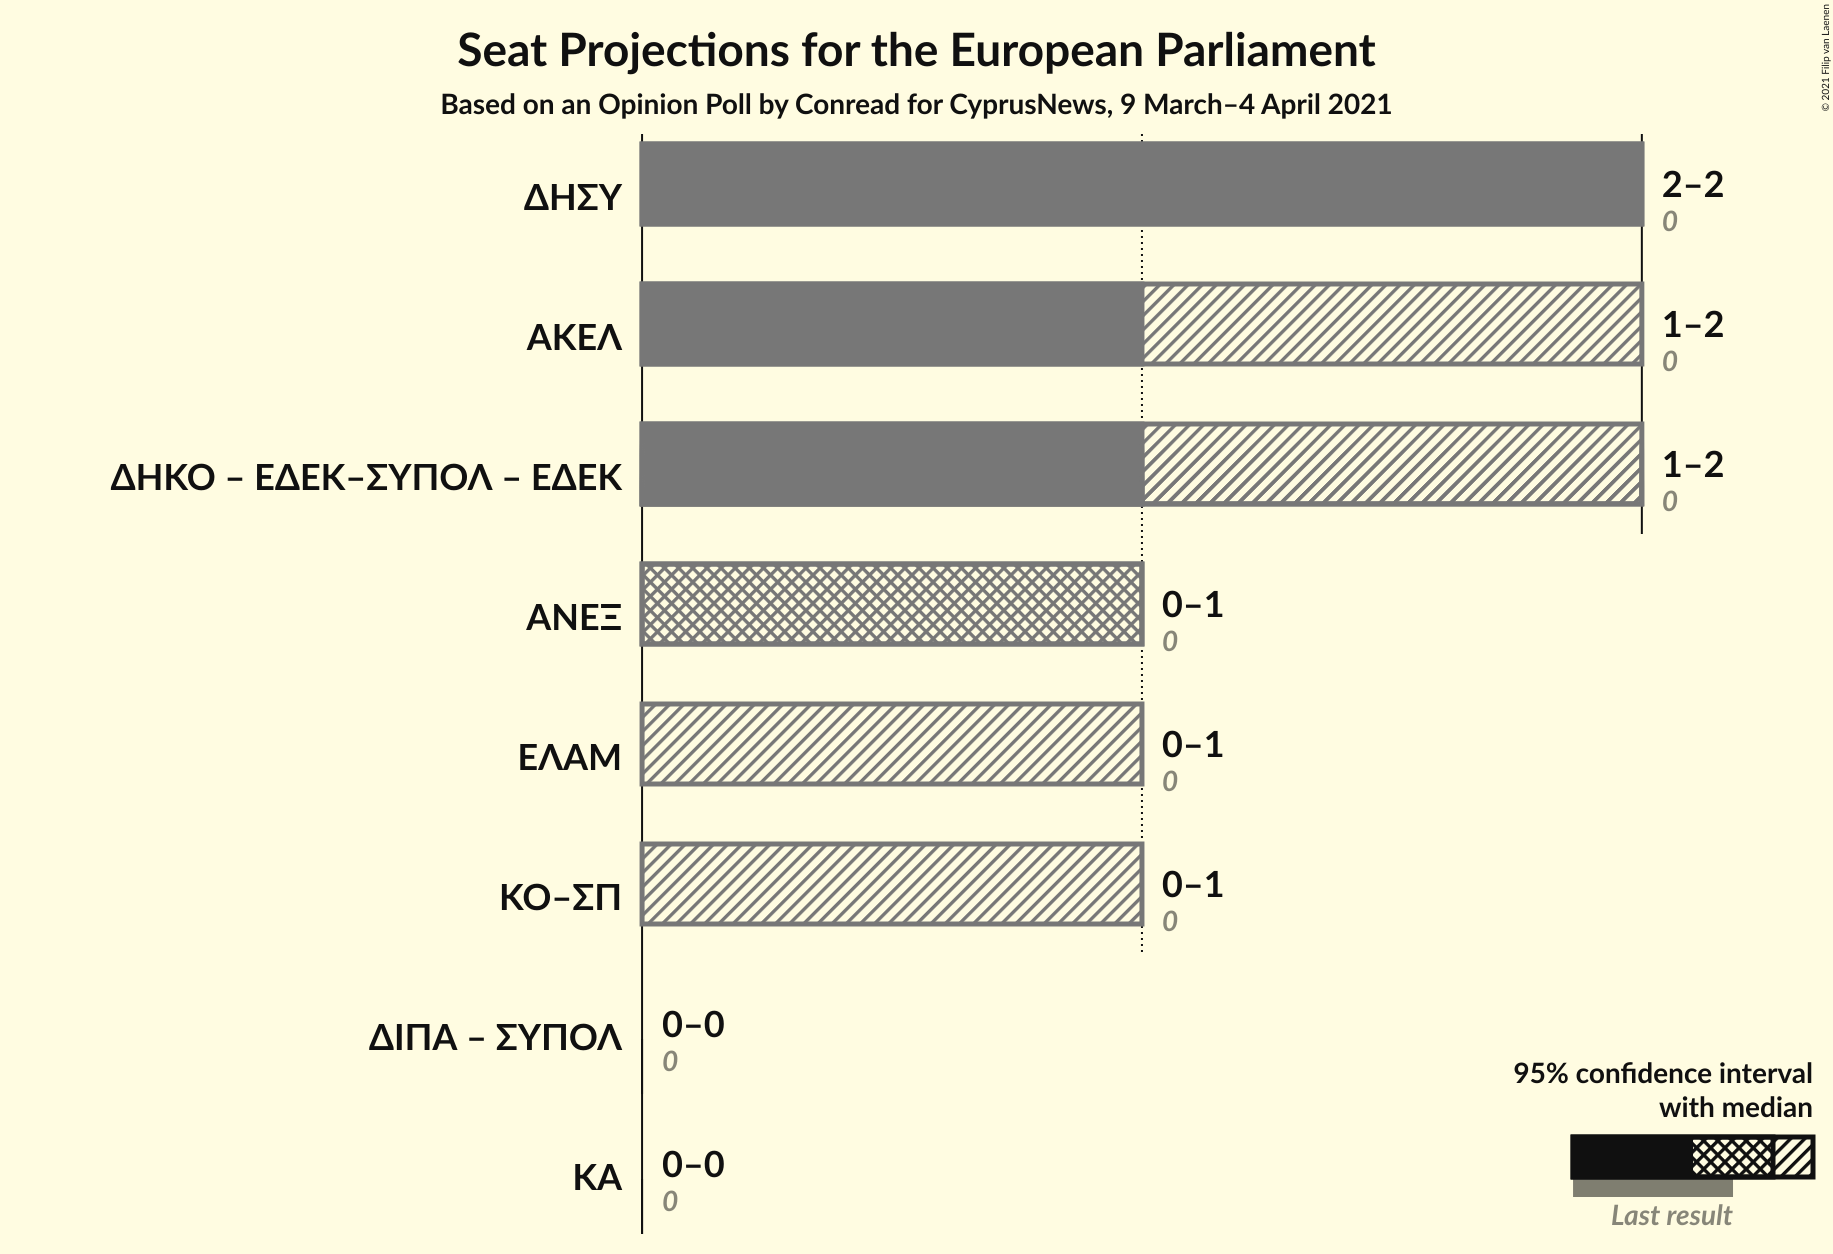 Seat Projections for the European Parliament
Based on an Opinion Poll by Conread for CyprusNews, 9 March–4 April 2021
© 2021 Filip van Laenen
ΔΗΣΥ
2–2
0
ΑΚΕΛ
1–2
0
ΔΗΚΟ – ΕΔΕΚ–ΣΥΠΟΛ – ΕΔΕΚ
1–2
0
ΑΝΕΞ
0–1
0
ΕΛΑΜ
0–1
0
ΚΟ–ΣΠ
0–1
0
ΔΙΠΑ – ΣΥΠΟΛ
0–0
0
ΚΑ
0–0
0
95% confidence interval
with median
Last result